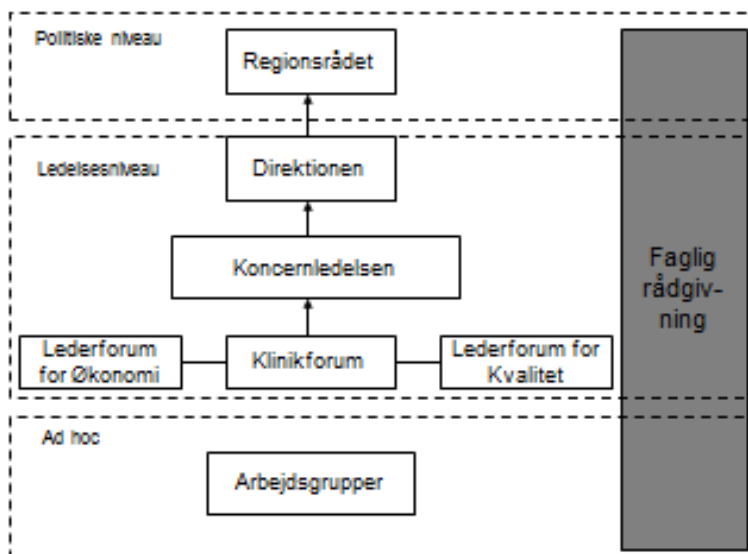 Politiske niveau
Regionsrådet
Ledelsesniveau
Direktionen
Koncernledelsen
Lederforum
for Økonomi
Klinikforum
Lederforum for
Kvalitet
Faglig
rådgiv-
ning
Ad hoc
Arbejdsgrupper